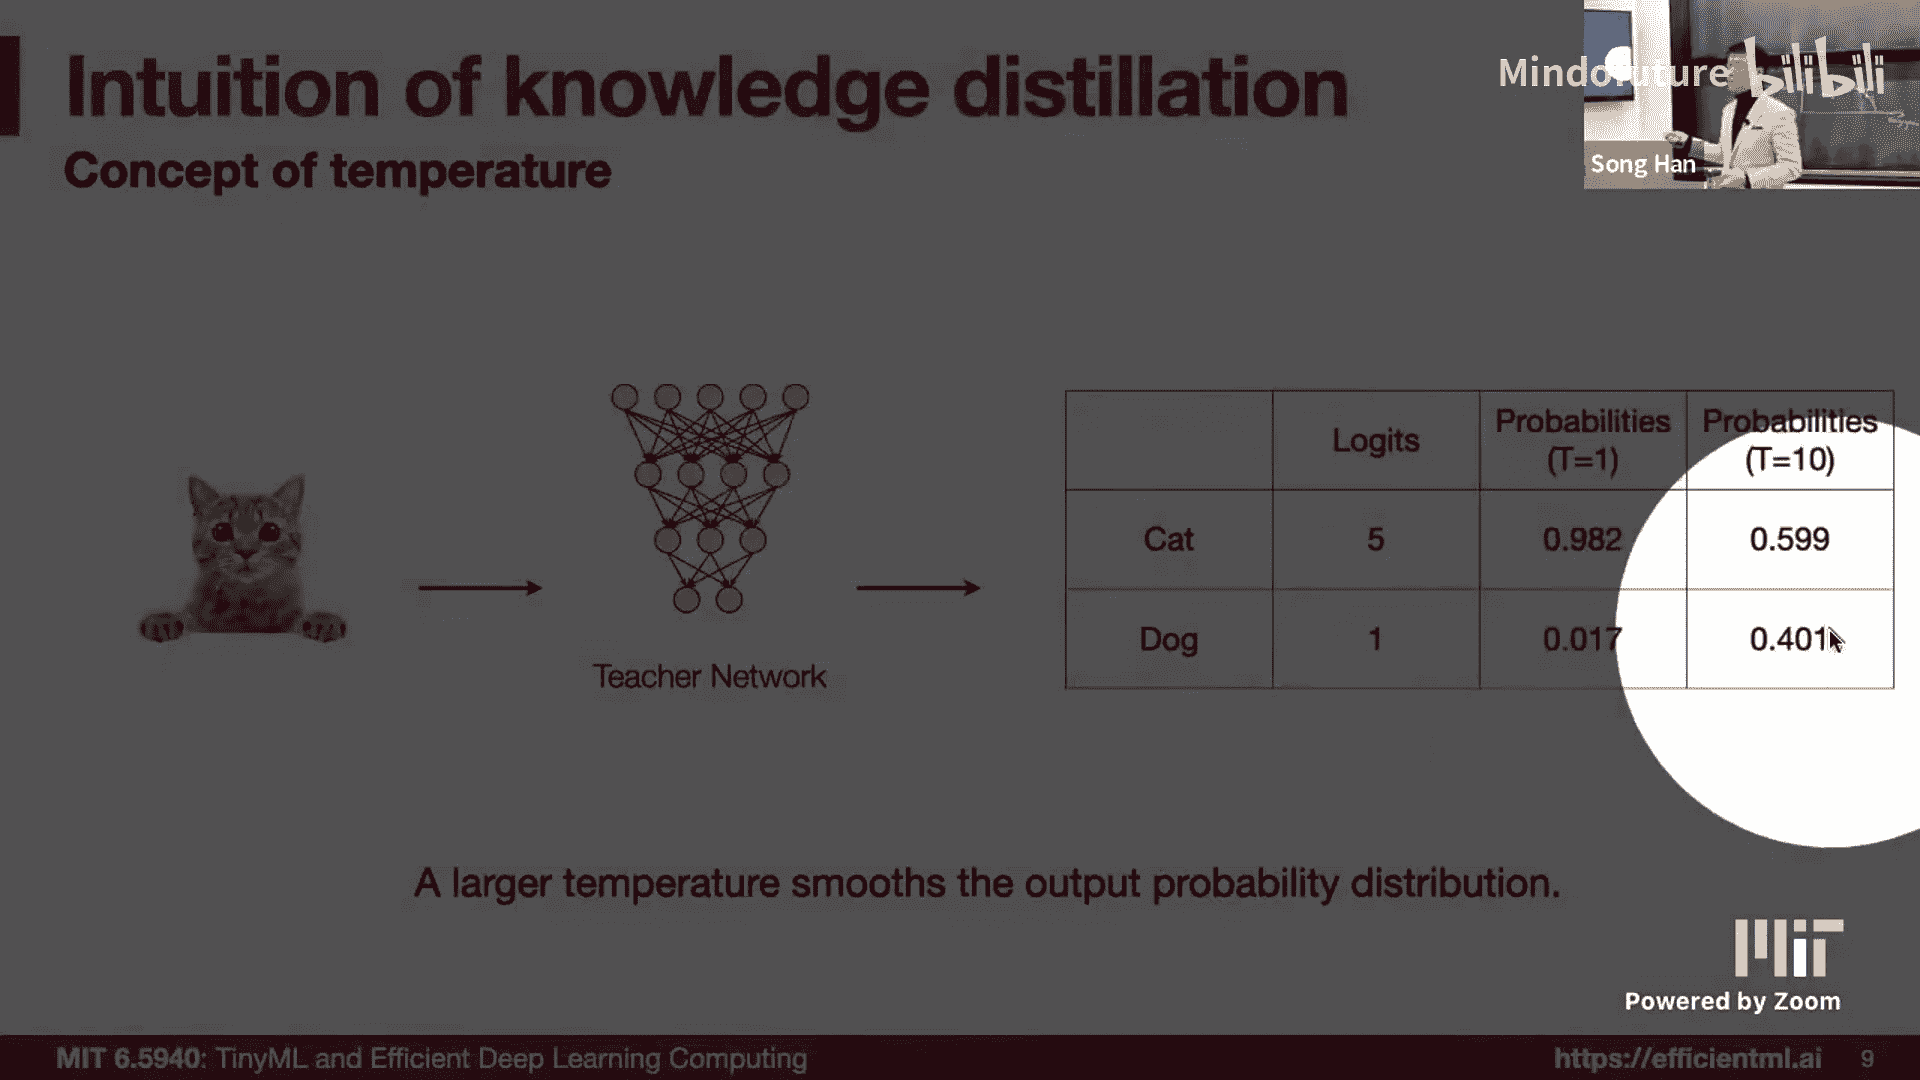 Intuition of knowledge distillation
Concept of temperature
Mindofuture bilibili
Song Han
Logits
Probabilities
(T=1)
Probabilities
(T=10)
Cat
5
0.982
0.599
Dog
1
0.017
0.401
Teacher Network
A larger temperature smooths the output probability distribution.
MIT
Powered by Zoom
MIT 6.5940: TinyML and Efficient Deep Learning Computing
https://efficientml.ai
9